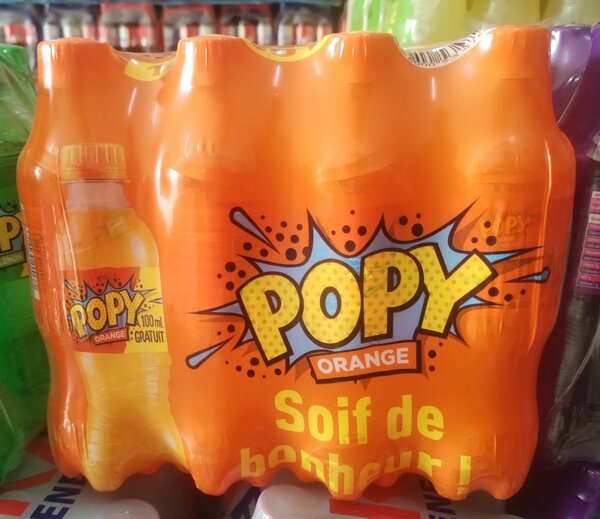 POPY
ORANGE
Soif de
bonheur !
POPY
ORANGE
100 mL
GRATUIT